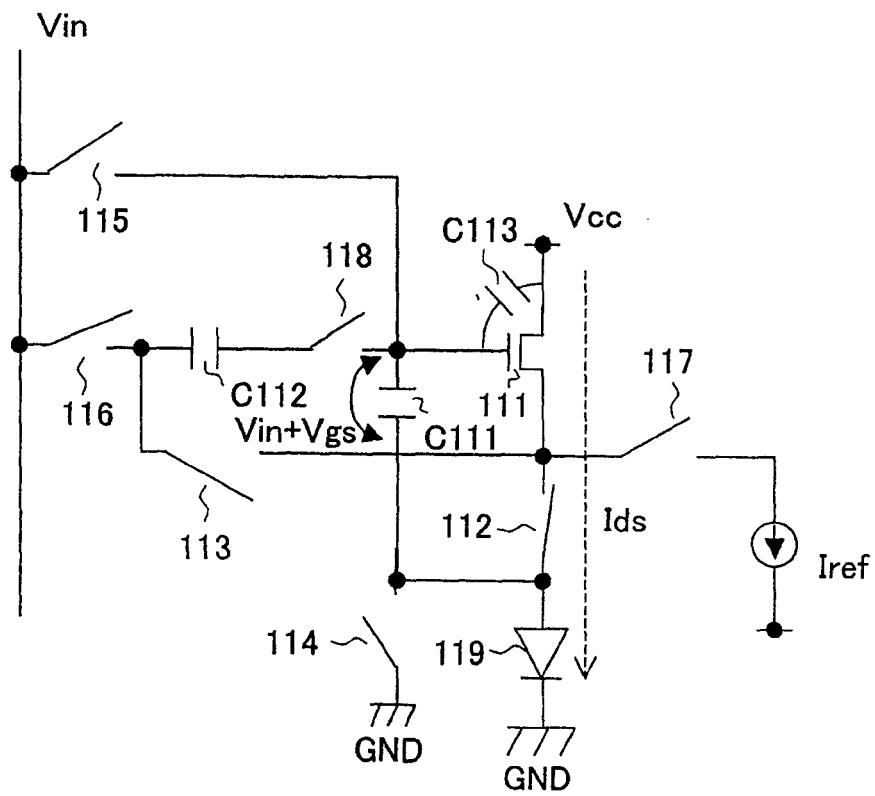 Vin
115
C113
Vcc
118
117
116
C112
111
Vin+Vgs
C111
113
112
Ids
Iref
114
119
GND
GND